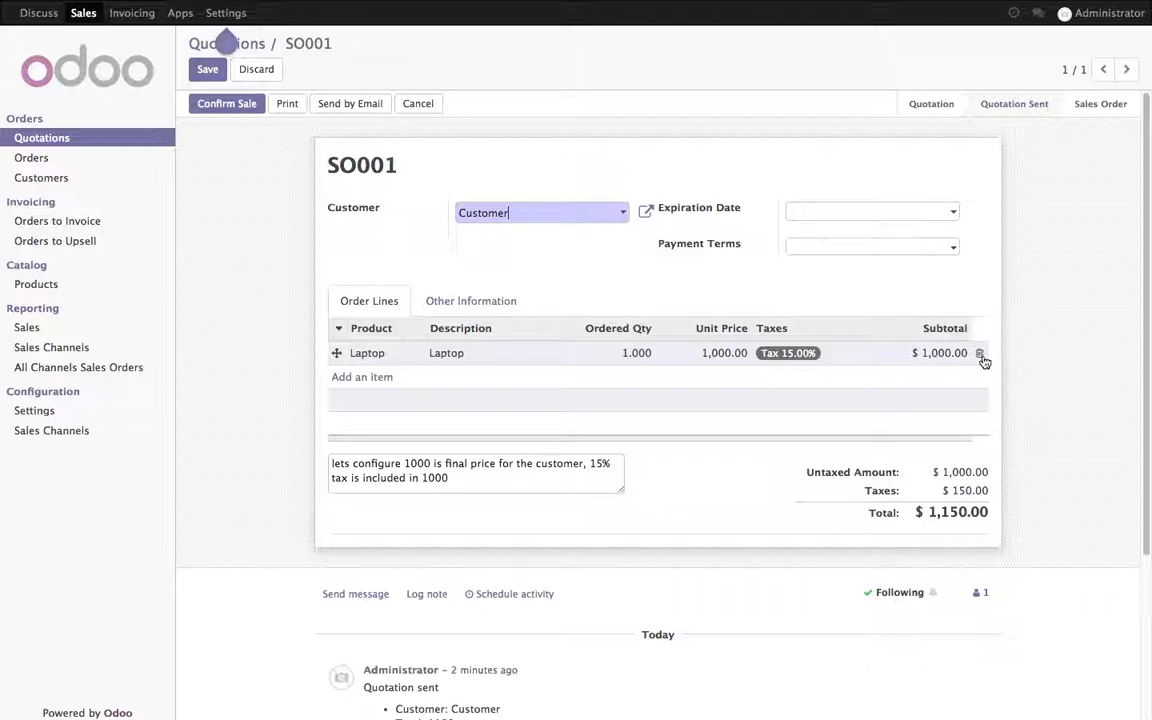 Discuss Sales Invoicing Apps Settings Administrator
odoo
Quotations / SO001
Save Discard 1 / 1
Confirm Sale Print Send by Email Cancel Quotation Quotation Sent Sales Order
Orders
Quotations
Orders
Customers
Invoicing
Orders to Invoice
Orders to Upsell
Catalog
Products
Reporting
Sales
Sales Channels
All Channels Sales Orders
Configuration
Settings
Sales Channels
Powered by Odoo
SO001
Customer Customer Expiration Date
Payment Terms
Order Lines Other Information
Product Description Ordered Qty Unit Price Taxes Subtotal
Laptop Laptop 1.000 1,000.00 Tax 15.00% $ 1,000.00
Add an item
lets configure 1000 is final price for the customer, 15%
tax is included in 1000
Untaxed Amount: $ 1,000.00
Taxes: $ 150.00
Total: $ 1,150.00
Send message Log note Schedule activity Following 1
Today
Administrator - 2 minutes ago
Quotation sent
• Customer: Customer